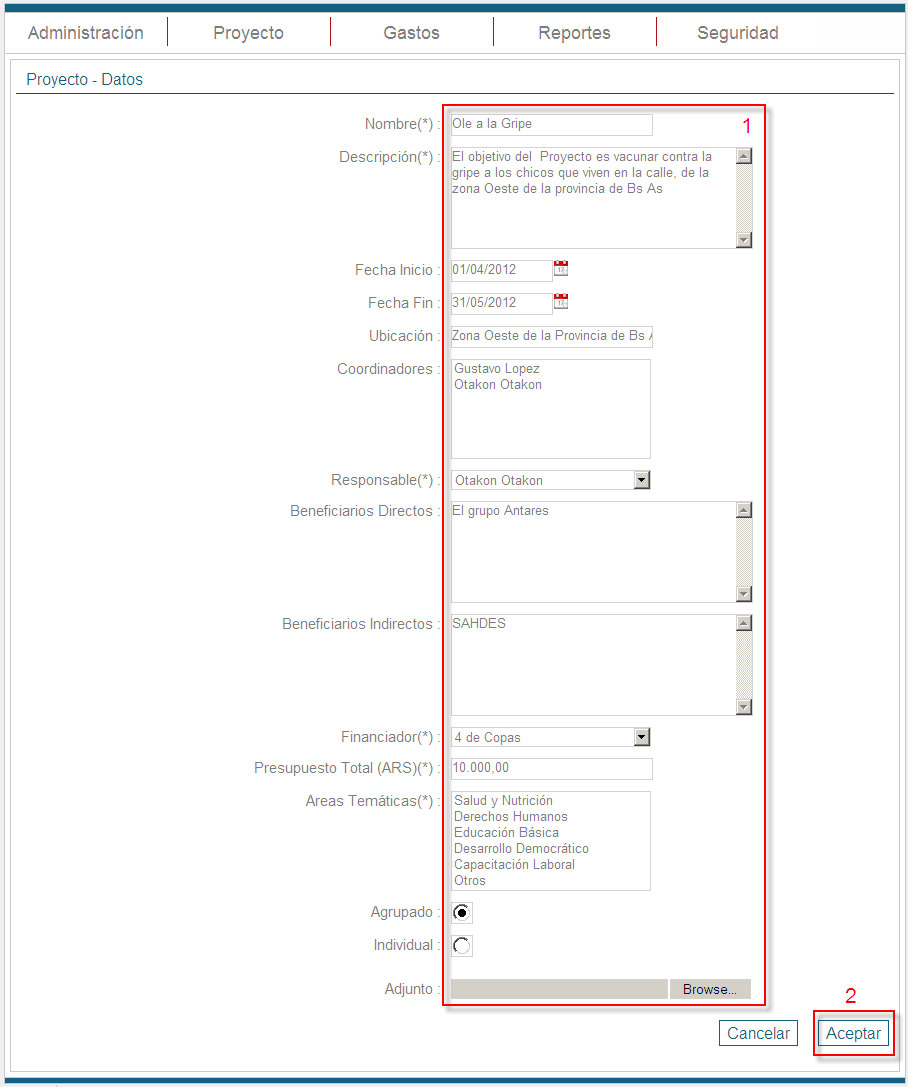 Administración Proyecto Gastos Reportes Seguridad
Proyecto - Datos
1
Nombre(*) : Ole a la Gripe
Descripción(*) : El objetivo del  Proyecto es vacunar contra la
gripe a los chicos que viven en la calle, de la
zona Oeste de la provincia de Bs As
Fecha Inicio : 01/04/2012
Fecha Fin : 31/05/2012
Ubicación : Zona Oeste de la Provincia de Bs
Coordinadores : Gustavo Lopez
Otakon Otakon
Responsable(*) : Otakon Otakon
Beneficiarios Directos : El grupo Antares
Beneficiarios Indirectos : SAHDES
Financiador(*) : 4 de Copas
Presupuesto Total (ARS)(*) : 10.000,00
Areas Temáticas(*) : Salud y Nutrición
Derechos Humanos
Educación Básica
Desarrollo Democrático
Capacitación Laboral
Otros
Agrupado :
Individual :
Adjunto : Browse...
2
Cancelar Aceptar